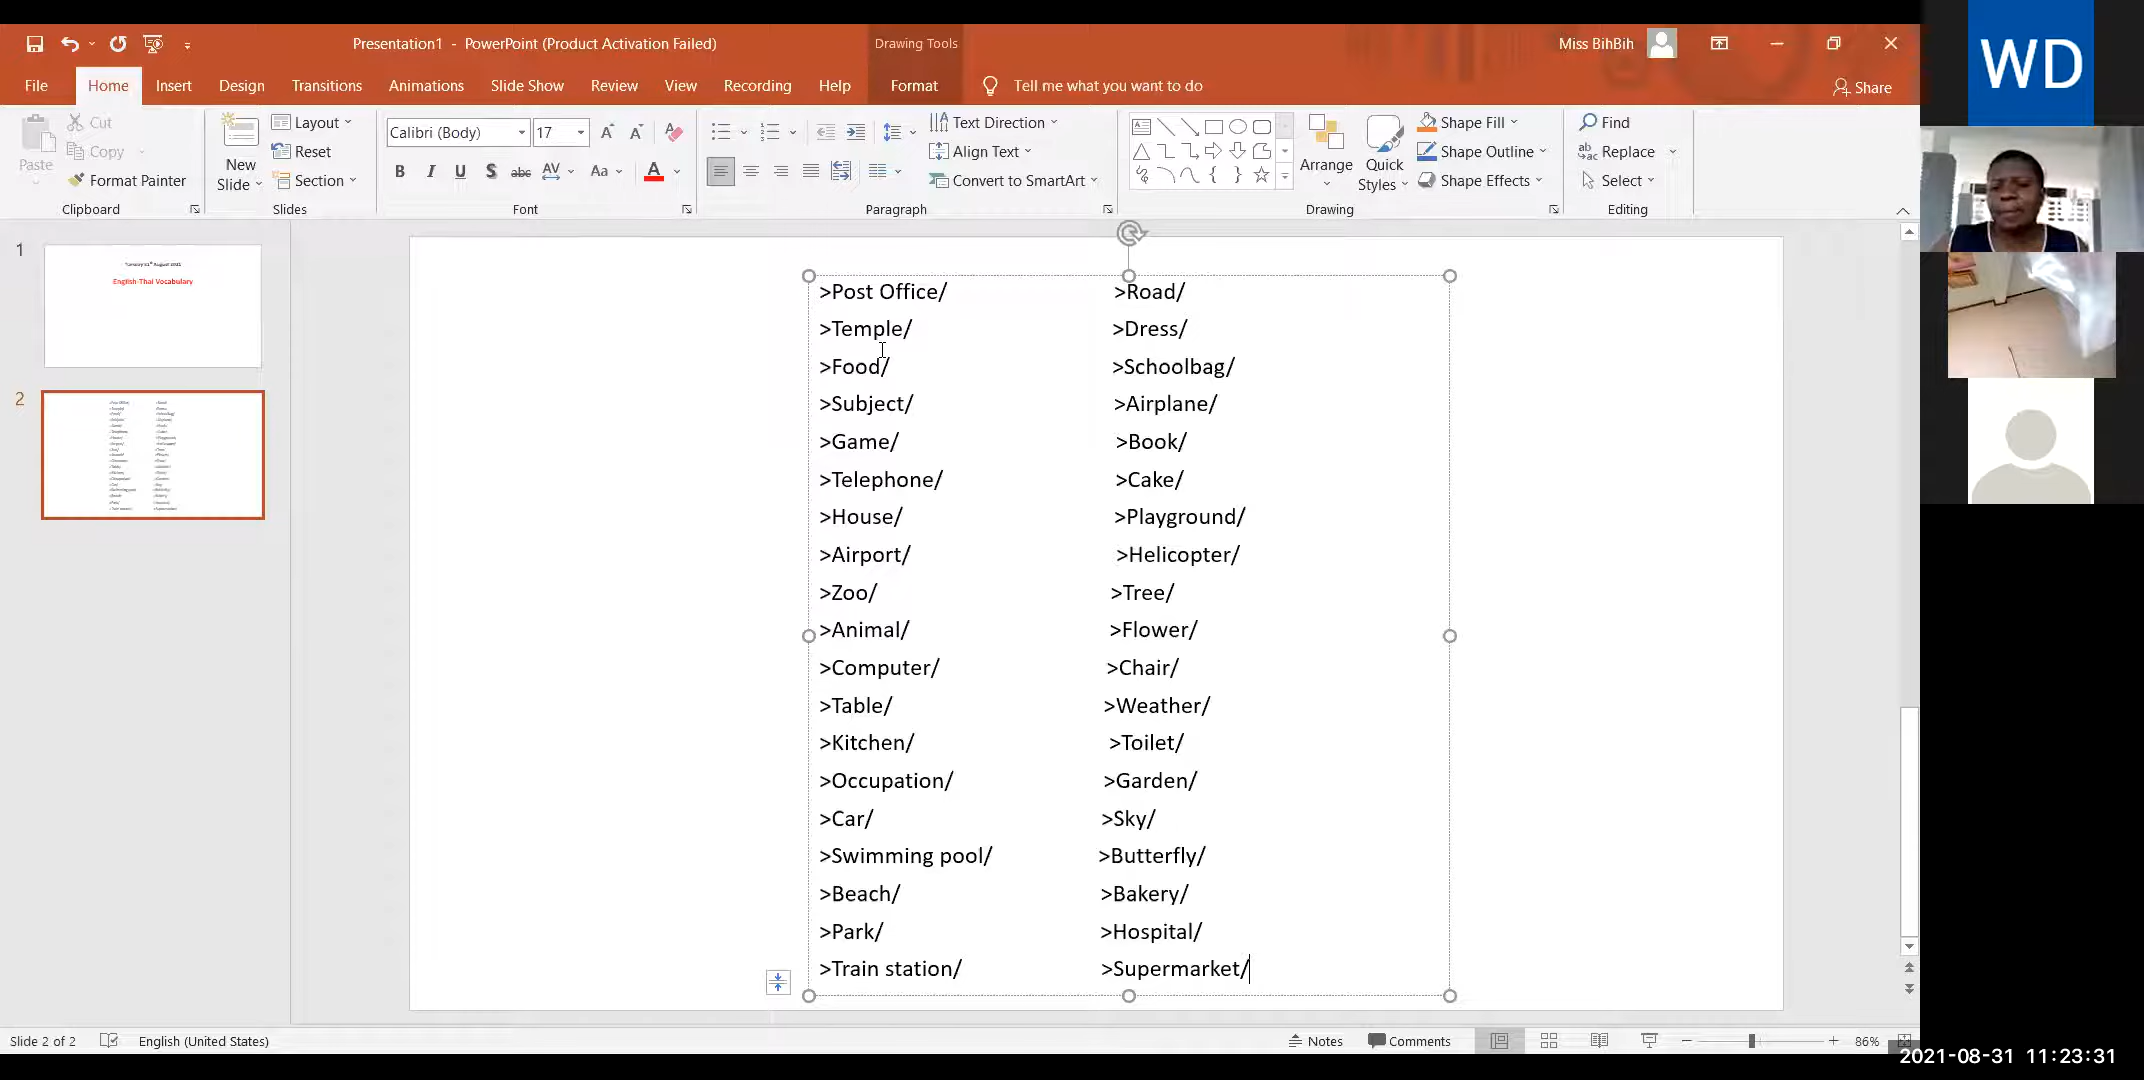 Presentation1 - PowerPoint (Product Activation Failed)
Drawing Tools
Miss BihBih
WD
File Home Insert Design Transitions Animations Slide Show Review View Recording Help Format Tell me what you want to do Share
Paste
Cut
Copy
Format Painter
Clipboard
New Slide
Layout
Reset
Section
Slides
Calibri (Body) 17
B I U S abc AV Aa A
Font
Text Direction
Align Text
Convert to SmartArt
Paragraph
Arrange
Quick Styles
Shape Fill
Shape Outline
Shape Effects
Drawing
Find
Replace
Select
Editing
1
English-Thai Vocabulary
2
>Post Office/ >Road/
>Temple/ >Dress/
>Food/ >Schoolbag/
>Subject/ >Airplane/
>Game/ >Book/
>Telephone/ >Cake/
>House/ >Playground/
>Airport/ >Helicopter/
>Zoo/ >Tree/
>Animal/ >Flower/
>Computer/ >Chair/
>Table/ >Weather/
>Kitchen/ >Toilet/
>Occupation/ >Garden/
>Car/ >Sky/
>Swimming pool/ >Butterfly/
>Beach/ >Bakery/
>Park/ >Hospital/
>Train station/ >Supermarket/
Slide 2 of 2 English (United States) Notes Comments 86%
2021-08-31 11:23:31